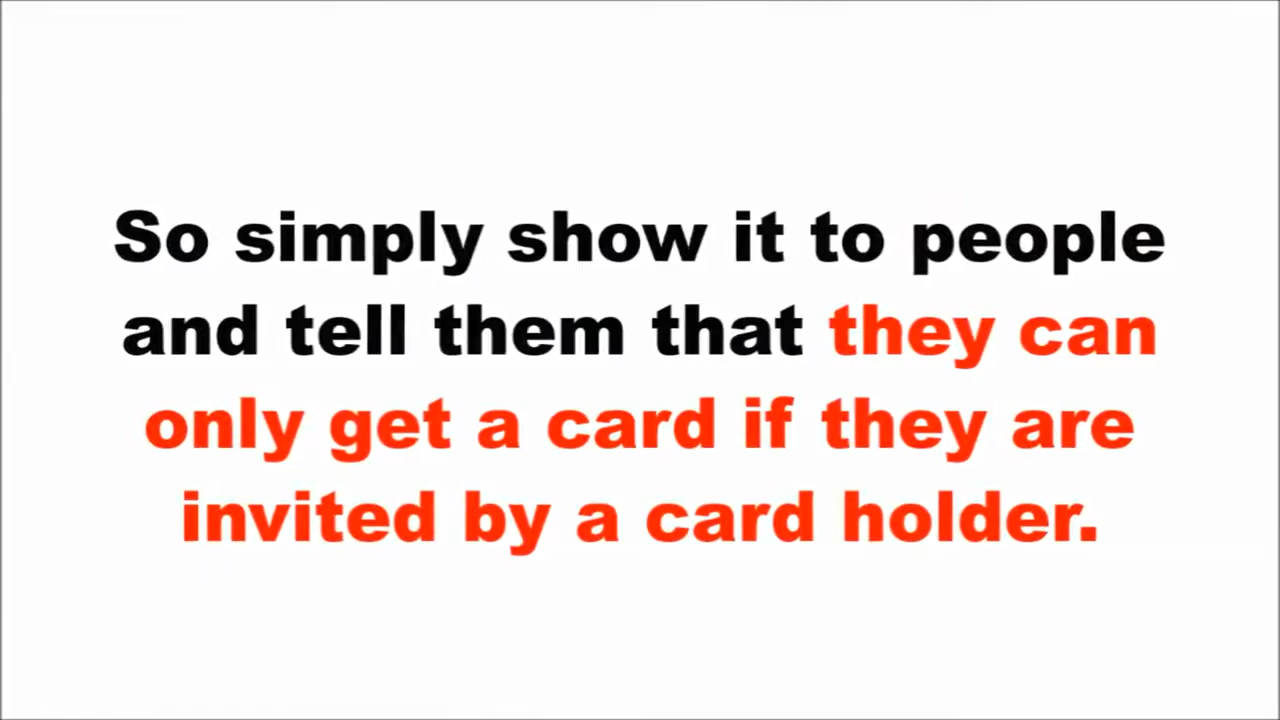 So simply show it to people
and tell them that they can
only get a card if they are
invited by a card holder.